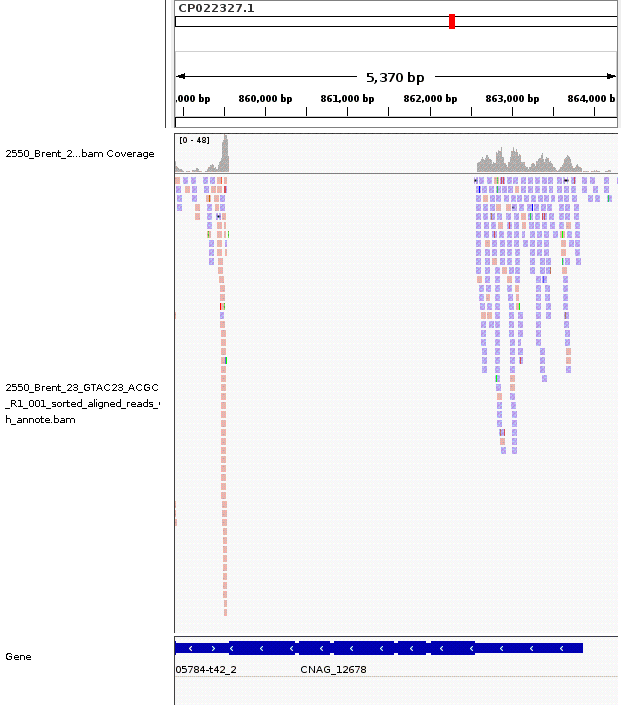 CP022327.1
5,370 bp
,000 bp 860,000 bp 861,000 bp 862,000 bp 863,000 bp 864,000 b
[0 - 48]
2550_Brent_2...bam Coverage
2550_Brent_23_GTAC23_ACGC
_R1_001_sorted_aligned_reads_
h_annote.bam
Gene
05784-t42_2 CNAG_12678